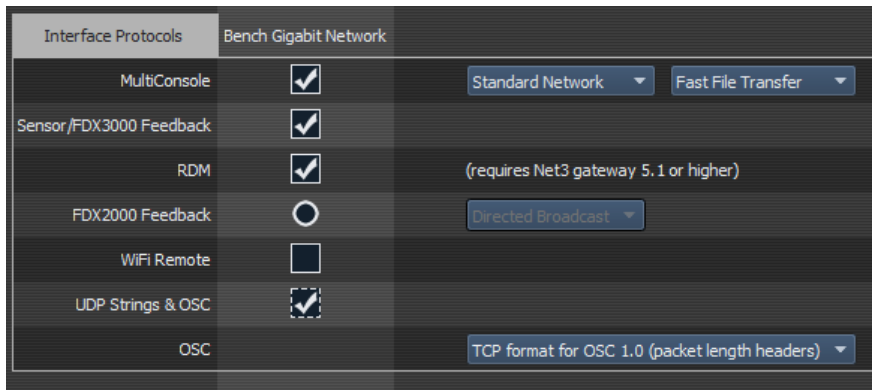 Interface Protocols Bench Gigabit Network
MultiConsole Standard Network Fast File Transfer
Sensor/FDX3000 Feedback
RDM (requires Net3 gateway 5.1 or higher)
FDX2000 Feedback Directed Broadcast
WiFi Remote
UDP Strings & OSC
OSC TCP format for OSC 1.0 (packet length headers)